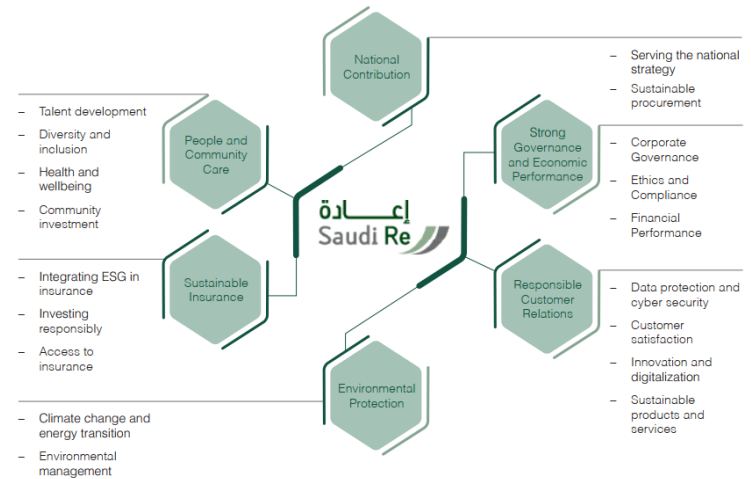 National
Contribution
– Serving the national
strategy
– Sustainable
procurement
– Talent development
– Diversity and
inclusion
– Health and
wellbeing
– Community
investment
People and
Community
Care
Strong
Governance
and Economic
Performance
– Corporate
Governance
– Ethics and
Compliance
– Financial
Performance
إعـــادة
Saudi Re
– Integrating ESG in
insurance
– Investing
responsibly
– Access to
insurance
Sustainable
Insurance
Responsible
Customer
Relations
– Data protection and
cyber security
– Customer
satisfaction
– Innovation and
digitalization
– Sustainable
products and
services
Environmental
Protection
– Climate change and
energy transition
– Environmental
management